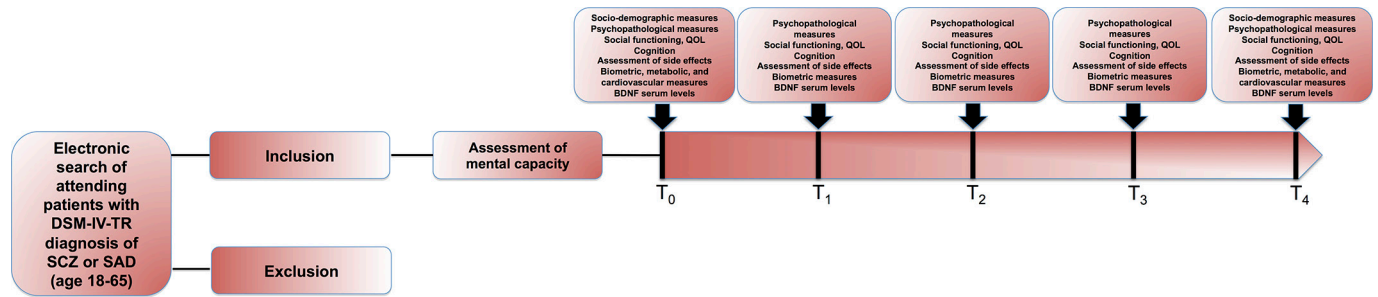 Electronic
search of
attending
patients with
DSM-IV-TR
diagnosis of
SCZ or SAD
(age 18-65)
Inclusion
Exclusion
Assessment of
mental capacity
Socio-demographic measures
Psychopathological measures
Social functioning, QOL
Cognition
Assessment of side effects
Biometric, metabolic, and
cardiovascular measures
BDNF serum levels
T0
Psychopathological
measures
Social functioning, QOL
Cognition
Assessment of side effects
Biometric measures
BDNF serum levels
T1
Psychopathological
measures
Social functioning, QOL
Cognition
Assessment of side effects
Biometric measures
BDNF serum levels
T2
Psychopathological
measures
Social functioning, QOL
Cognition
Assessment of side effects
Biometric measures
BDNF serum levels
T3
Socio-demographic measures
Psychopathological measures
Social functioning, QOL
Cognition
Assessment of side effects
Biometric, metabolic, and
cardiovascular measures
BDNF serum levels
T4